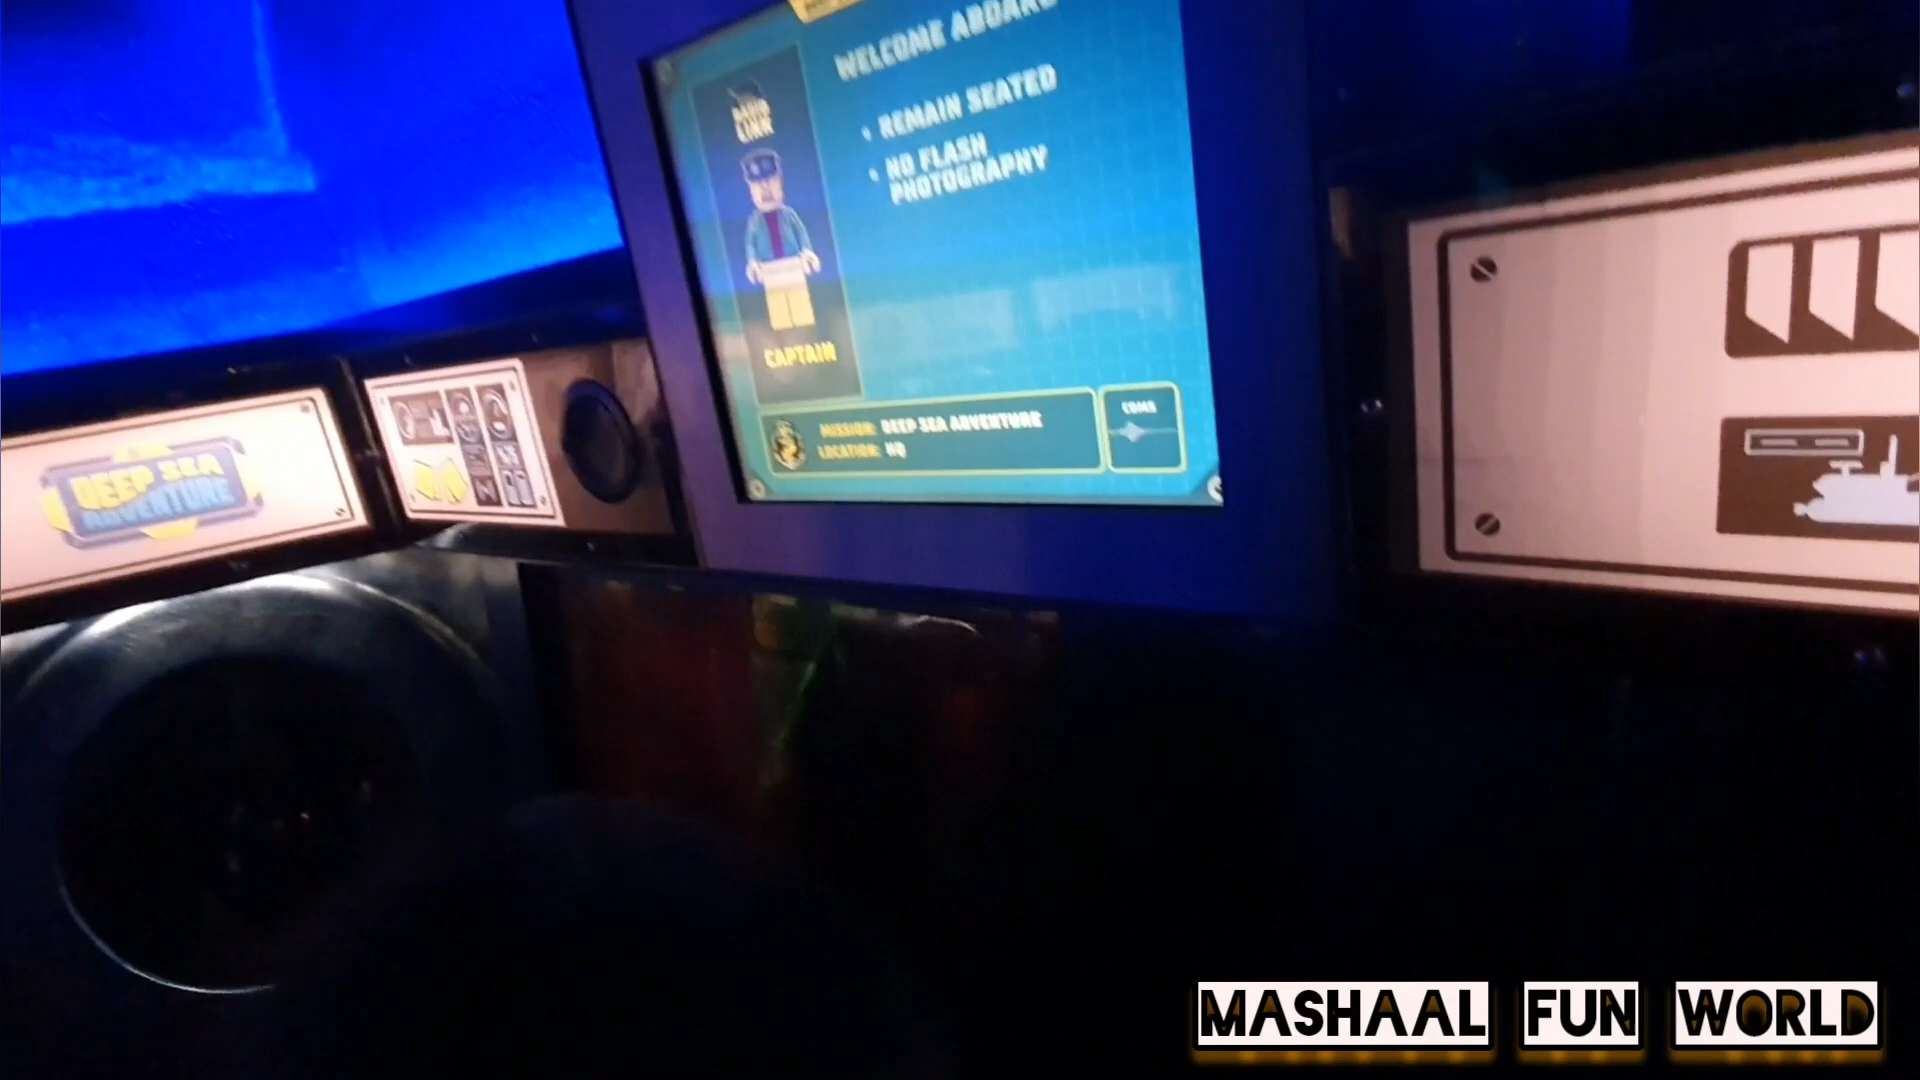 WELCOME ABOARD
• REMAIN SEATED
• NO FLASH
PHOTOGRAPHY
LINK
CAPTAIN
MISSION: DEEP SEA ADVENTURE
LOCATION: HQ
COMS
DEEP SEA
ADVENTURE
MASHAAL FUN WORLD